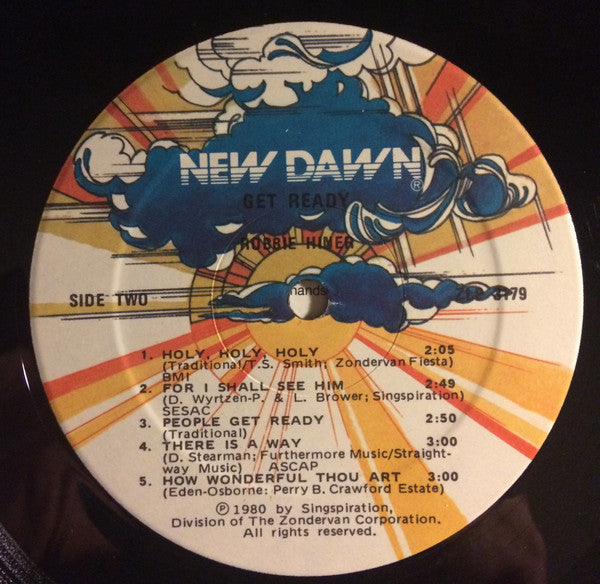 NEW DAWN®
GET READY
ROBBIE HINER
SIDE TWO
hands
3179
1. HOLY, HOLY, HOLY 2:05
(Traditional/T.S. Smith; Zondervan Fiesta)
BMI
2. FOR I SHALL SEE HIM 2:49
(D. Wyrtzen-P. & L. Brower; Singspiration)
SESAC
3. PEOPLE GET READY 2:50
(Traditional)
4. THERE IS A WAY 3:00
(D. Stearman; Furthermore Music/Straight-
way Music) ASCAP
5. HOW WONDERFUL THOU ART 3:00
(Eden-Osborne: Perry B. Crawford Estate)
Ⓟ 1980 by Singspiration,
Division of The Zondervan Corporation.
All rights reserved.